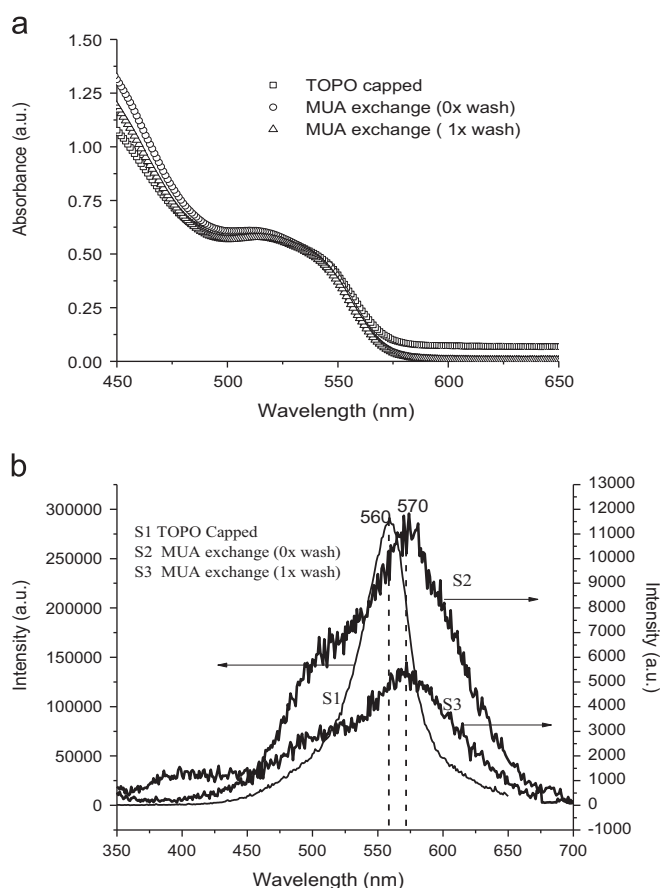 a
1.50
1.25
1.00
0.75
0.50
0.25
0.00
Absorbance (a.u.)
TOPO capped
MUA exchange (0x wash)
MUA exchange ( 1x wash)
450 500 550 600 650
Wavelength (nm)
b
300000
250000
200000
150000
100000
50000
0
Intensity (a.u.)
S1 TOPO Capped
S2 MUA exchange (0x wash)
S3 MUA exchange (1x wash)
560 570
S1
S2
S3
13000
12000
11000
10000
9000
8000
7000
6000
5000
4000
3000
2000
1000
0
-1000
Intensity (a.u.)
350 400 450 500 550 600 650 700
Wavelength (nm)